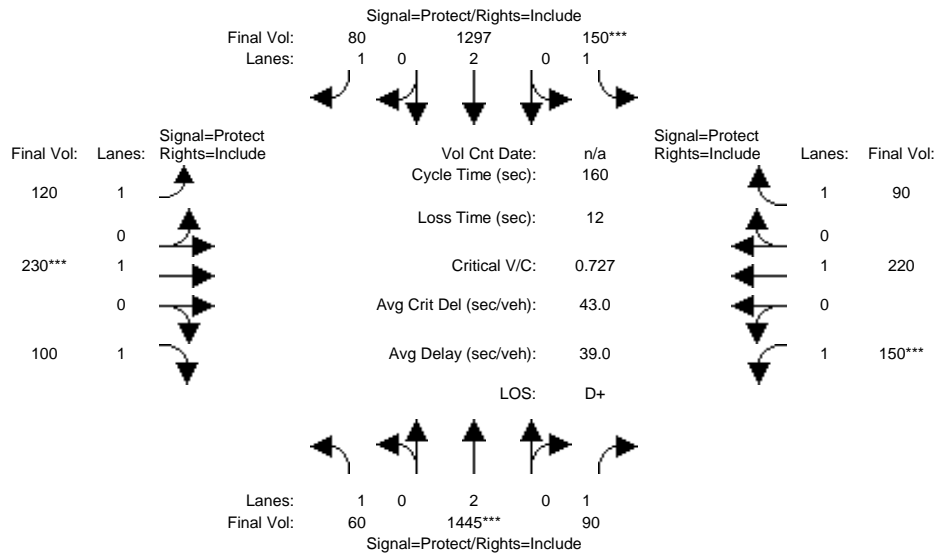 Signal=Protect/Rights=Include
Final Vol: 80 1297 150***
Lanes: 1 0 2 0 1
Signal=Protect
Final Vol: Lanes: Rights=Include
Vol Cnt Date: n/a
Signal=Protect
Rights=Include Lanes: Final Vol:
Cycle Time (sec): 160
120 1
1 90
Loss Time (sec): 12
0
0
230*** 1
Critical V/C: 0.727
1 220
0
Avg Crit Del (sec/veh): 43.0
0
100 1
Avg Delay (sec/veh): 39.0
1 150***
LOS: D+
Lanes: 1 0 2 0 1
Final Vol: 60 1445*** 90
Signal=Protect/Rights=Include